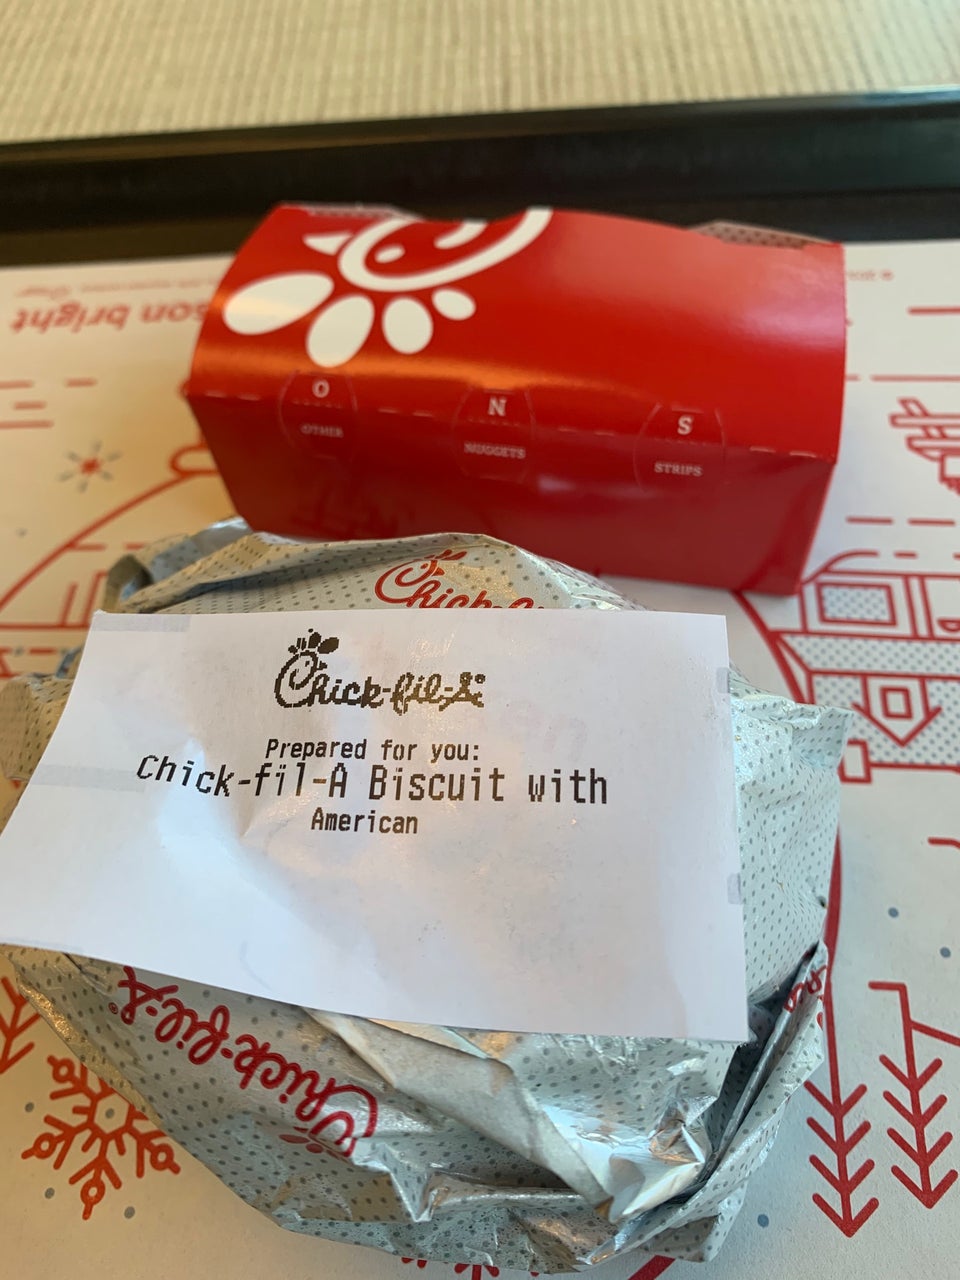 son bright
O
OTHER
N
NUGGETS
S
STRIPS
Chick-fil
Chick-fil-A
Prepared for you:
Chick-fil-A Biscuit with
American
Chick-fil-A